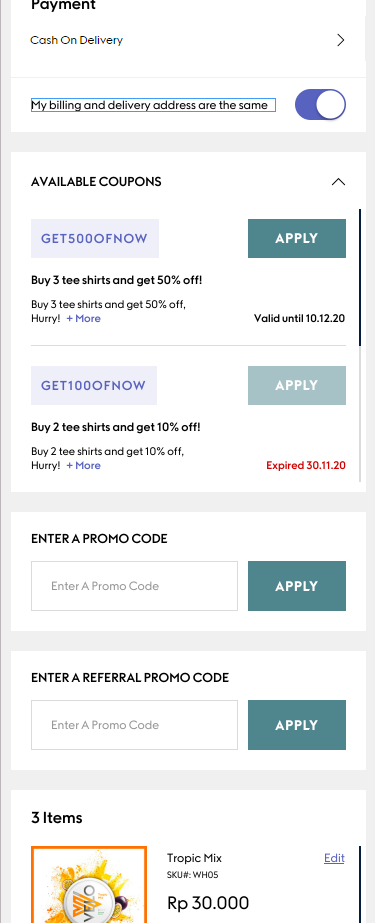 Payment
Cash On Delivery
My billing and delivery address are the same
AVAILABLE COUPONS
GET500OFNOW
APPLY
Buy 3 tee shirts and get 50% off!
Buy 3 tee shirts and get 50% off,
Hurry! + More
Valid until 10.12.20
GET100OFNOW
APPLY
Buy 2 tee shirts and get 10% off!
Buy 2 tee shirts and get 10% off,
Hurry! + More
Expired 30.11.20
ENTER A PROMO CODE
Enter A Promo Code
APPLY
ENTER A REFERRAL PROMO CODE
Enter A Promo Code
APPLY
3 Items
Tropic Mix
Edit
SKU#: WH05
Rp 30.000